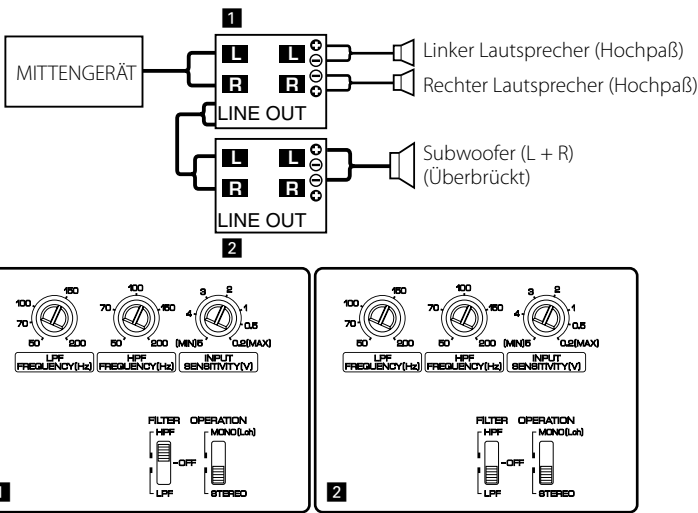 1
MITTENGERÄT
L L ⊕ ⊖
R R ⊖ ⊕
LINE OUT
Linker Lautsprecher (Hochpaß)
Rechter Lautsprecher (Hochpaß)
L L ⊕ ⊖
R R ⊖ ⊕
LINE OUT
Subwoofer (L + R)
(Überbrückt)
2
100 150 70 50 200
LPF
FREQUENCY(Hz)
100 70 150 50 200
HPF
FREQUENCY(Hz)
3 2 4 1 0.5 (MIN)5 0.2(MAX)
INPUT
SENSITIVITY(V)
FILTER OPERATION
HPF MONO(Lch)
OFF
LPF STEREO
1
100 150 70 50 200
LPF
FREQUENCY(Hz)
100 70 150 50 200
HPF
FREQUENCY(Hz)
3 2 4 1 0.5 (MIN)5 0.2(MAX)
INPUT
SENSITIVITY(V)
FILTER OPERATION
HPF MONO(Lch)
OFF
LPF STEREO
2